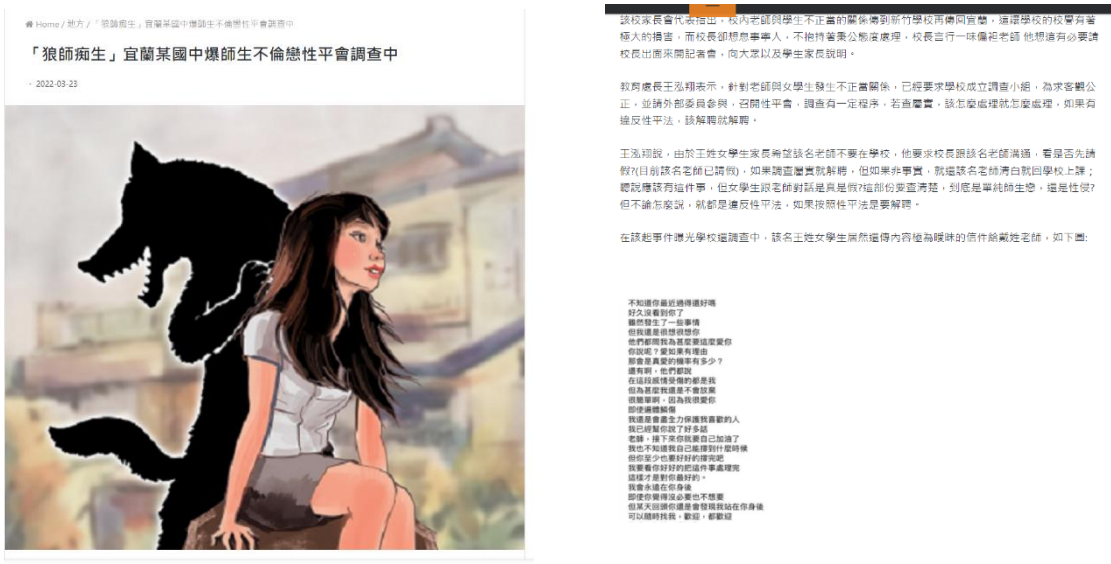 Home / 地方 / 「狼師痴生」宜蘭某國中爆師生不倫戀性平會調查中
「狼師痴生」宜蘭某國中爆師生不倫戀性平會調查中
- 2022-03-23
該校家長會代表指出，校內老師與學生不正當的關係傳到新竹學校再傳回宜蘭，這讓學校的校譽有著
極大的損害，而校長卻想息事寧人，不抱持著秉公態度處理，校長言行一味偏袒老師 他想這有必要請
校長出面來開記者會，向大眾以及學生家長說明。
教育處長王泓翔表示，針對老師與女學生發生不正當關係，已經要求學校成立調查小組，為求客觀公
正，並請外部委員參與，召開性平會，調查有一定程序，若查屬實，該怎麼處理就怎麼處理，如果有
違反性平法，該解聘就解聘。
王泓翔說，由於王姓女學生家長希望該名老師不要在學校，他要求校長跟該名老師溝通，看是否先請
假?(目前該名老師已請假)，如果調查屬實就解聘，但如果非事實，就還該名老師清白就回學校上課；
聽說應該有這件事，但女學生跟老師對話是真是假?這部份要查清楚，到底是單純師生戀，還是性侵?
但不論怎麼說，就都是違反性平法，如果按照性平法是要解聘。
在該起事件曝光學校還調查中，該名王姓女學生居然還傳內容極為曖昧的信件給戴姓老師，如下圖:
不知道你最近過得還好嗎
好久沒看到你了
雖然發生了一些事情
但我還是很想很想你
他們都問我為甚麼要這麼愛你
你說呢？愛如果有理由
那會是真愛的機率有多少？
還有啊，他們都說
在這段感情受傷的都是我
但為甚麼我還是不會放棄
很簡單啊，因為我很愛你
即使遍體鱗傷
我還是會盡全力保護我喜歡的人
我已經幫你說了好多話
老師，接下來你就要自己加油了
我也不知道我自己能撐到什麼時候
但你至少也要好好的撐完吧
我要看你好好的把這件事處理完
這樣才是對你最好的。
我會永遠在你身後
即使你覺得沒必要也不想要
但某天回頭你還是會發現我站在你身後
可以隨時找我，歡迎，都歡迎